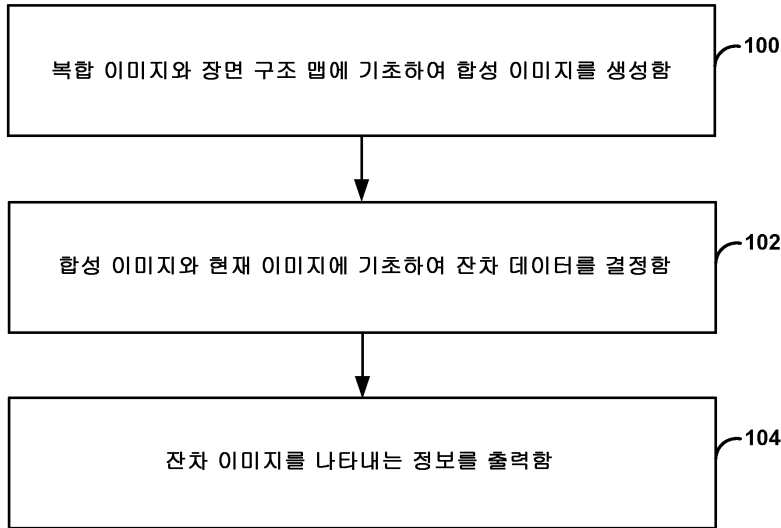 복합 이미지와 장면 구조 맵에 기초하여 합성 이미지를 생성함
100
합성 이미지와 현재 이미지에 기초하여 잔차 데이터를 결정함
102
잔차 이미지를 나타내는 정보를 출력함
104